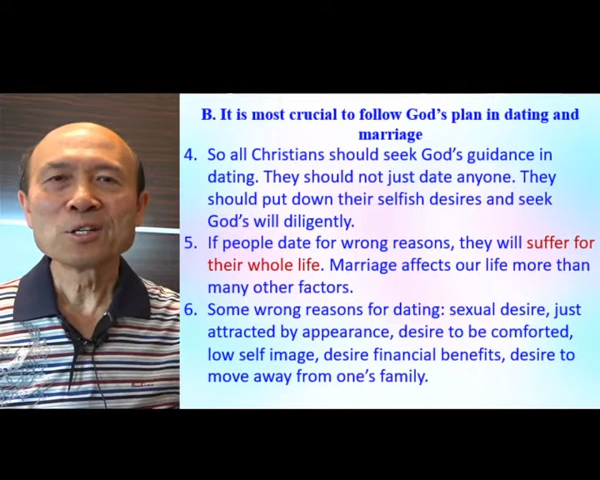 B. It is most crucial to follow God's plan in dating and
marriage
4. So all Christians should seek God's guidance in
dating. They should not just date anyone. They
should put down their selfish desires and seek
God's will diligently.
5. If people date for wrong reasons, they will suffer for
their whole life. Marriage affects our life more than
many other factors.
6. Some wrong reasons for dating: sexual desire, just
attracted by appearance, desire to be comforted,
low self image, desire financial benefits, desire to
move away from one's family.